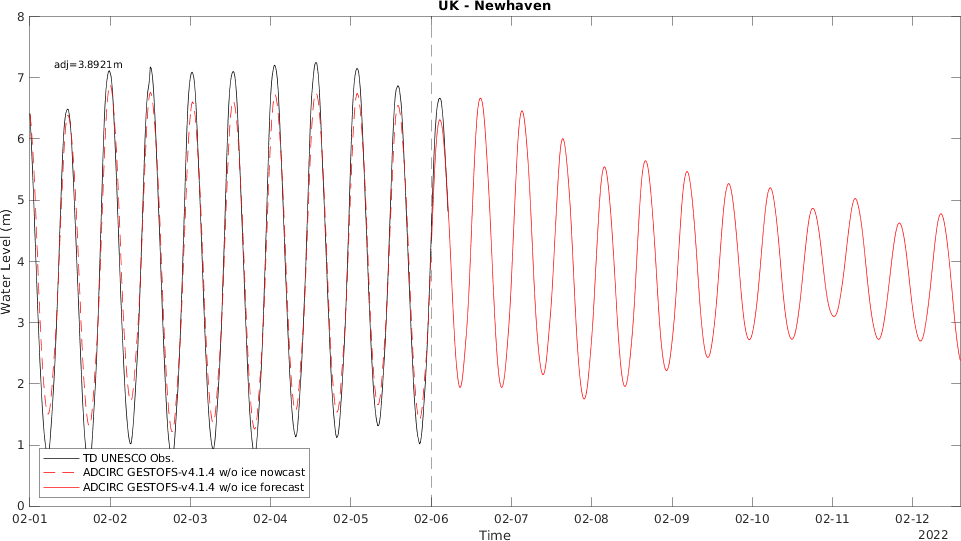 UK - Newhaven
8
7
6
5
4
3
2
1
0
Water Level (m)
adj=3.8921m
TD UNESCO Obs.
ADCIRC GESTOFS-v4.1.4 w/o ice nowcast
ADCIRC GESTOFS-v4.1.4 w/o ice forecast
02-01 02-02 02-03 02-04 02-05 02-06 02-07 02-08 02-09 02-10 02-11 02-12
Time
2022